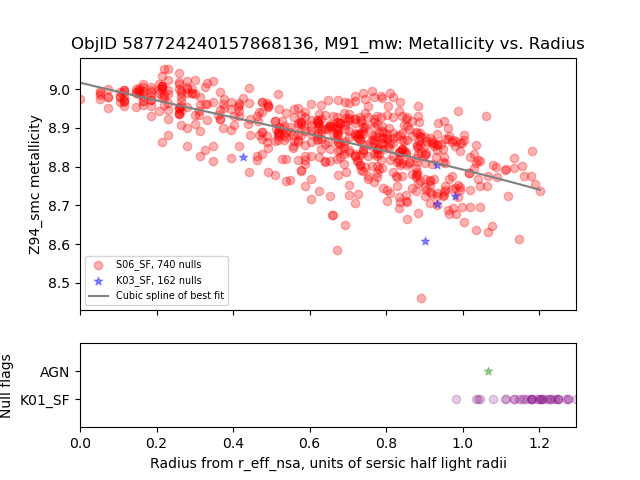 ObjID 587724240157868136, M91_mw: Metallicity vs. Radius
Z94_smc metallicity
9.0
8.9
8.8
8.7
8.6
8.5
S06_SF, 740 nulls
K03_SF, 162 nulls
Cubic spline of best fit
Null flags
AGN
K01_SF
0.0 0.2 0.4 0.6 0.8 1.0 1.2
Radius from r_eff_nsa, units of sersic half light radii